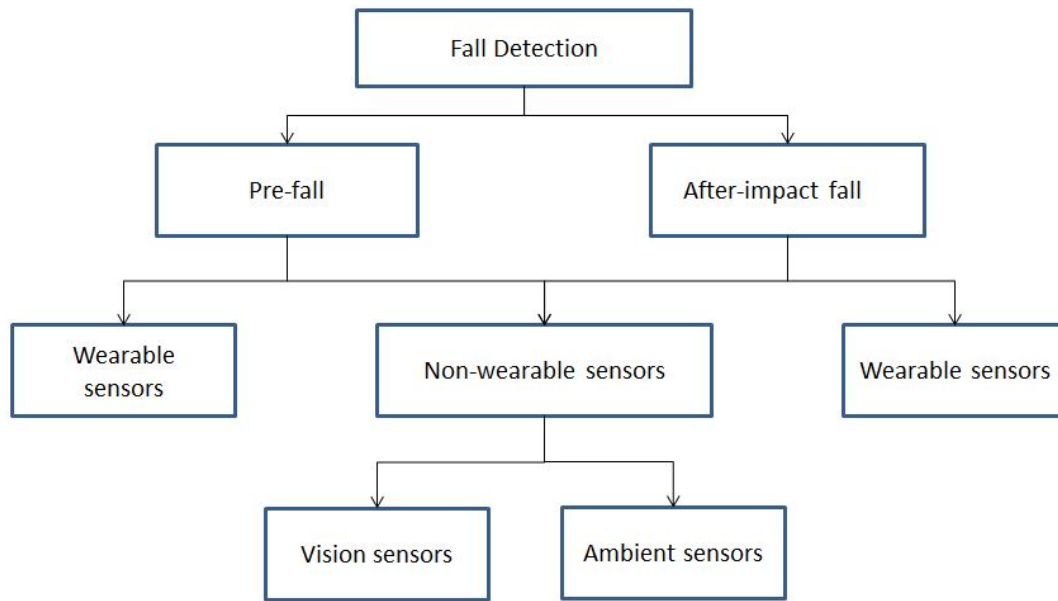 Fall Detection
Pre-fall
After-impact fall
Wearable
sensors
Non-wearable sensors
Wearable sensors
Vision sensors
Ambient sensors